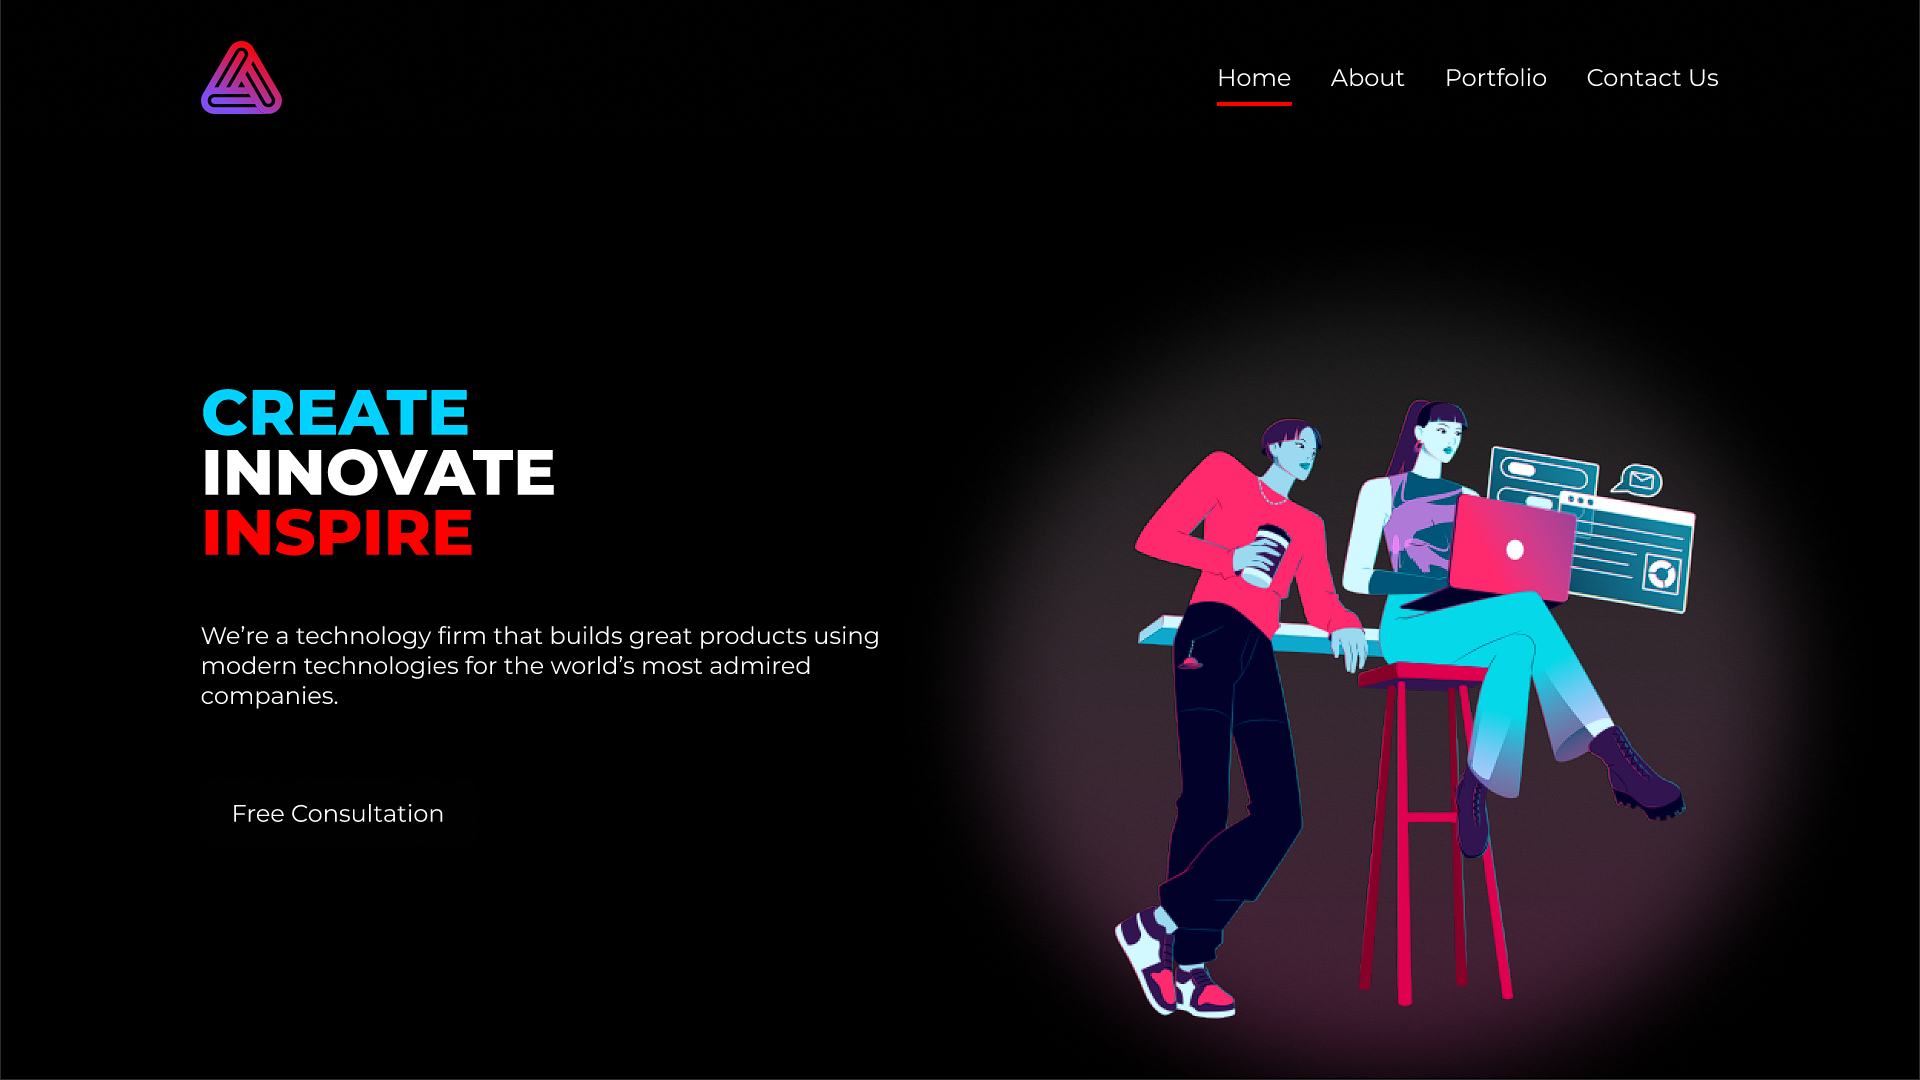 Home About Portfolio Contact Us
CREATE
INNOVATE
INSPIRE
We’re a technology firm that builds great products using
modern technologies for the world’s most admired
companies.
Free Consultation